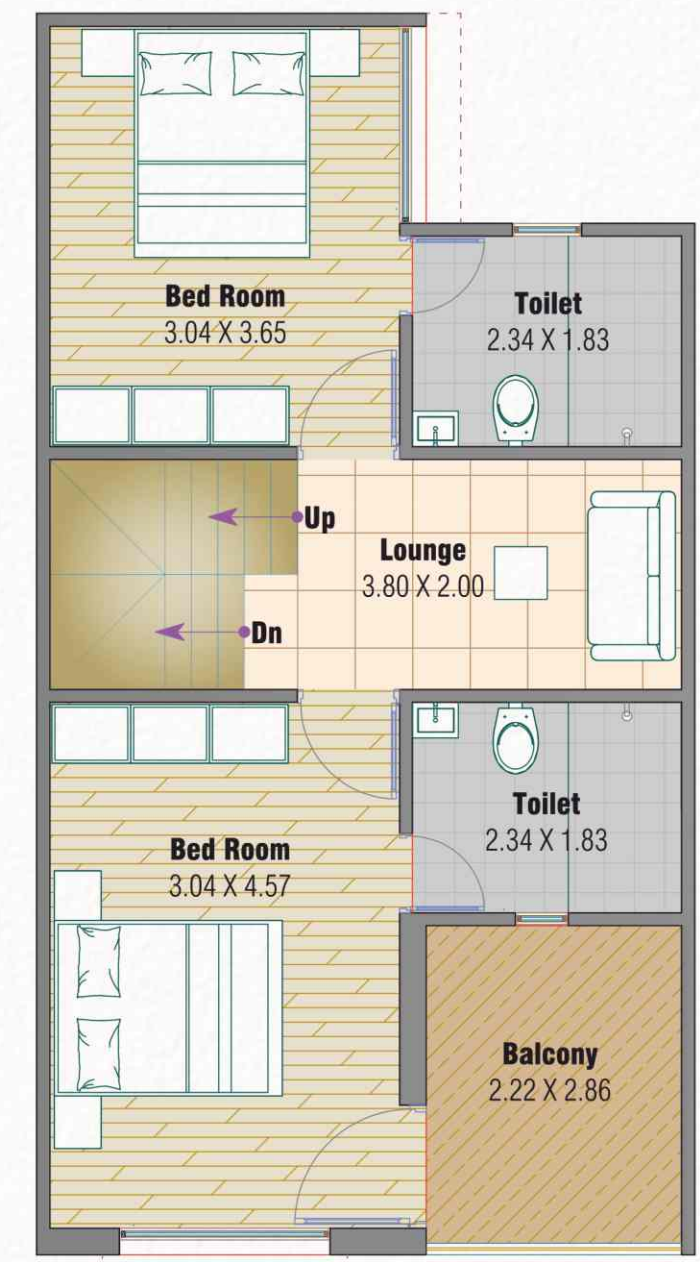 Bed Room
3.04 X 3.65
Toilet
2.34 X 1.83
Up
Lounge
3.80 X 2.00
Dn
Toilet
2.34 X 1.83
Bed Room
3.04 X 4.57
Balcony
2.22 X 2.86